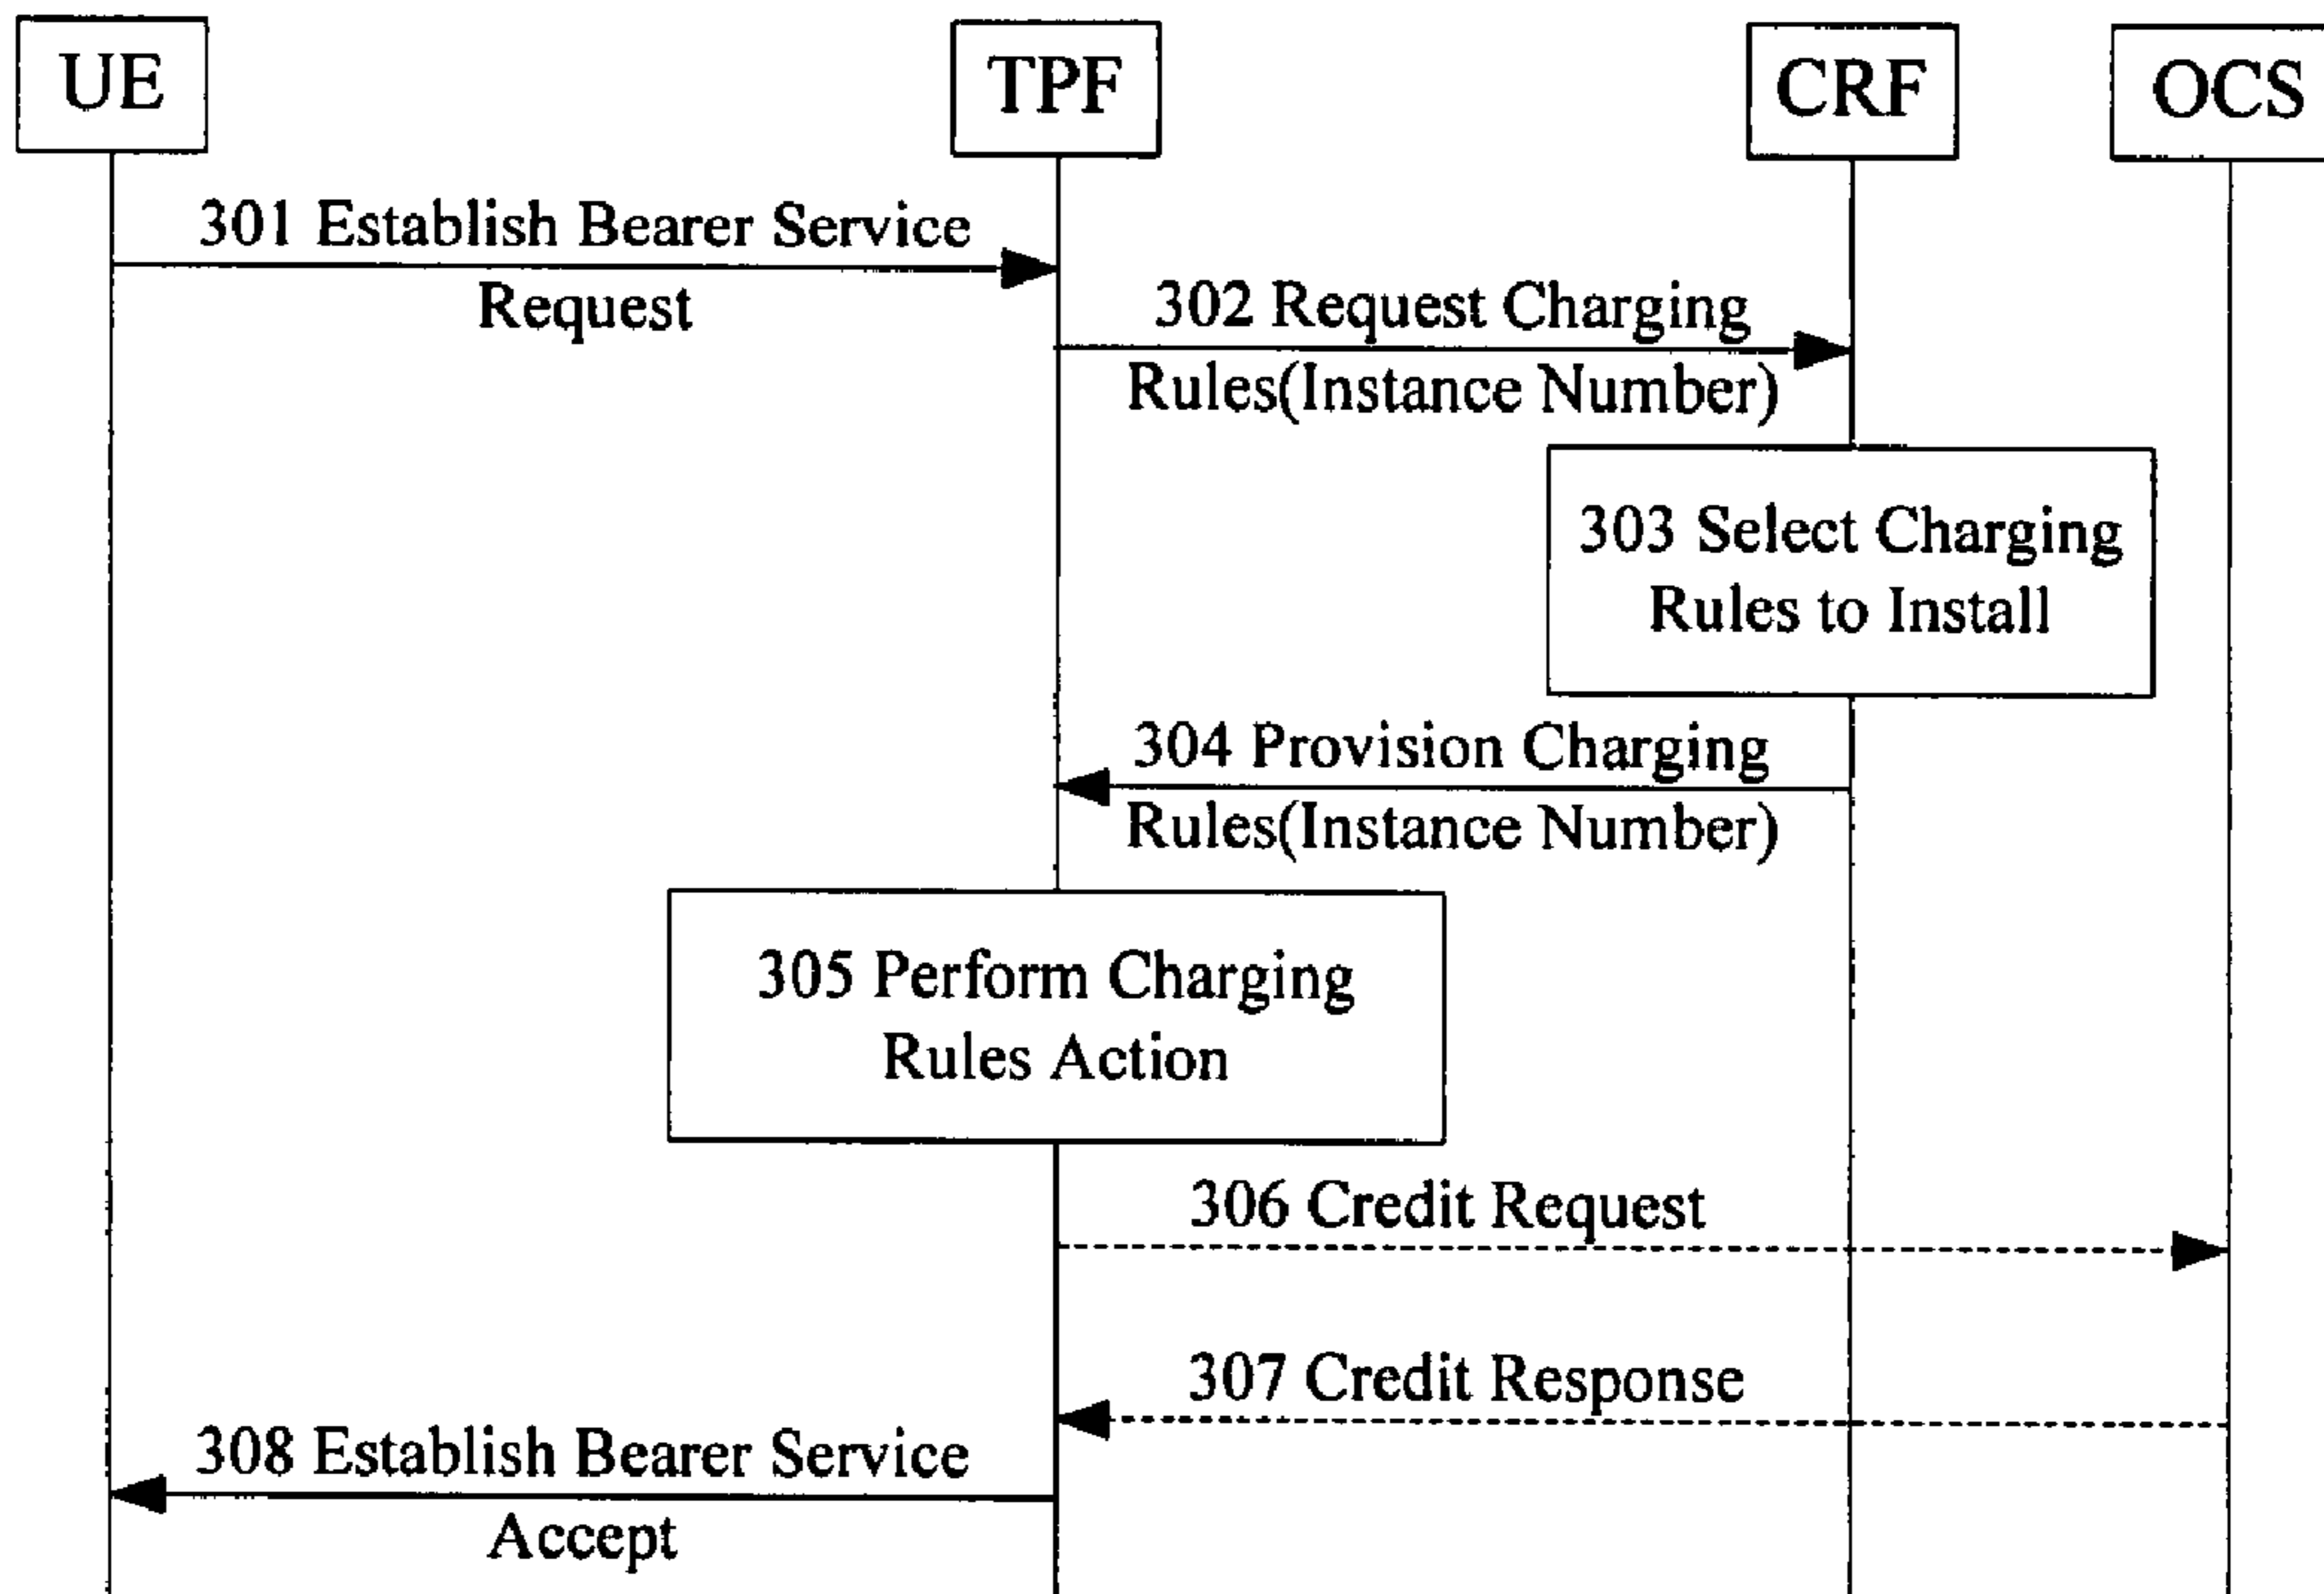 UE
TPF
CRF
OCS
301 Establish Bearer Service
Request
302 Request Charging
Rules(Instance Number)
303 Select Charging
Rules to Install
304 Provision Charging
Rules(Instance Number)
305 Perform Charging
Rules Action
306 Credit Request
307 Credit Response
308 Establish Bearer Service
Accept